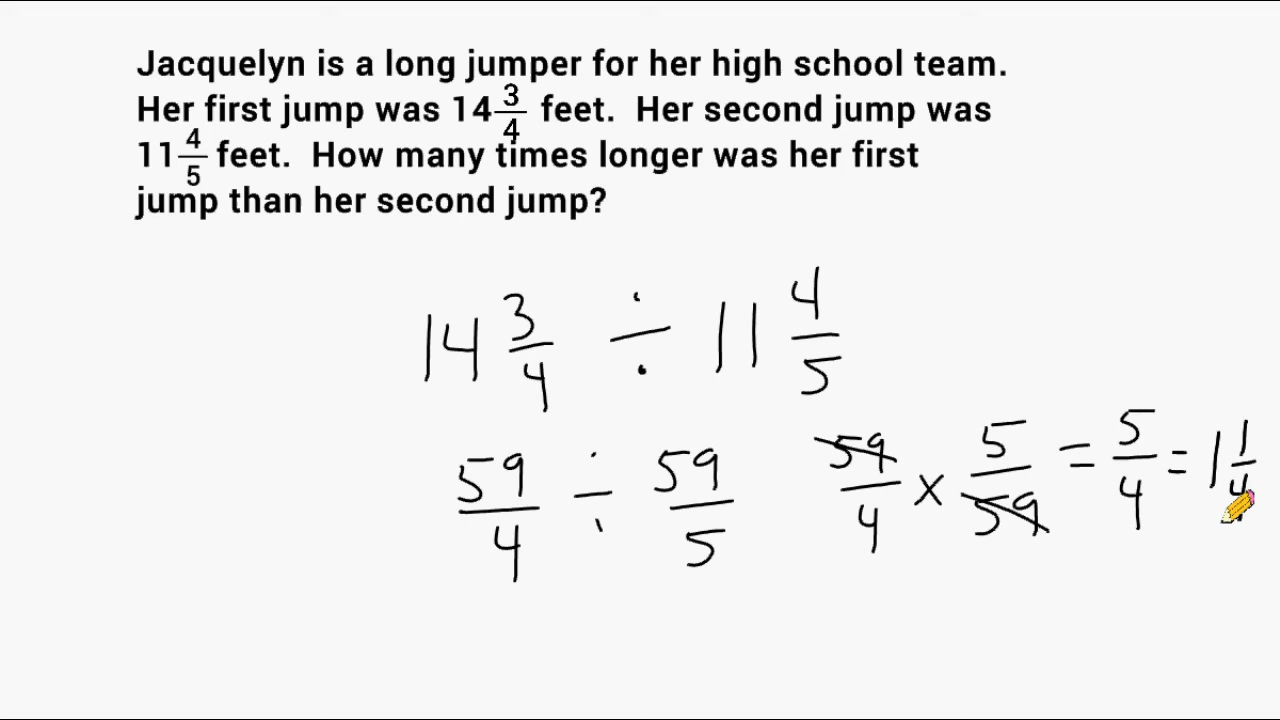 Jacquelyn is a long jumper for her high school team.
Her first jump was 14 3/4 feet. Her second jump was
11 4/5 feet. How many times longer was her first
jump than her second jump?
14 3/4 ÷ 11 4/5
59/4 ÷ 59/5 59/4 × 5/59 = 5/4 = 1 1/4